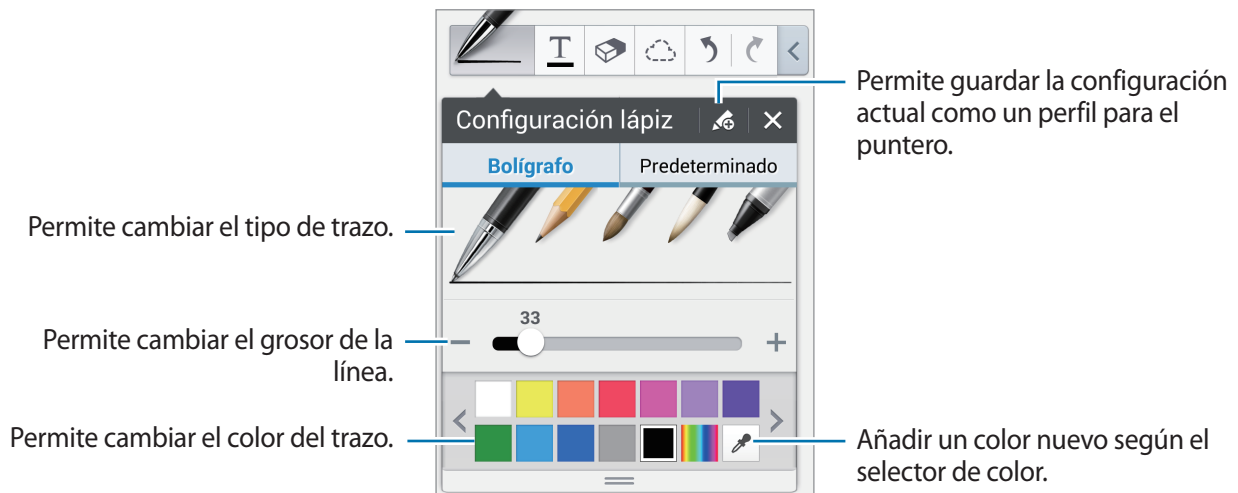 T
Configuración lápiz
Bolígrafo
Predeterminado
33
Permite guardar la configuración
actual como un perfil para el
puntero.
Permite cambiar el tipo de trazo.
Permite cambiar el grosor de la
línea.
Permite cambiar el color del trazo.
Añadir un color nuevo según el
selector de color.